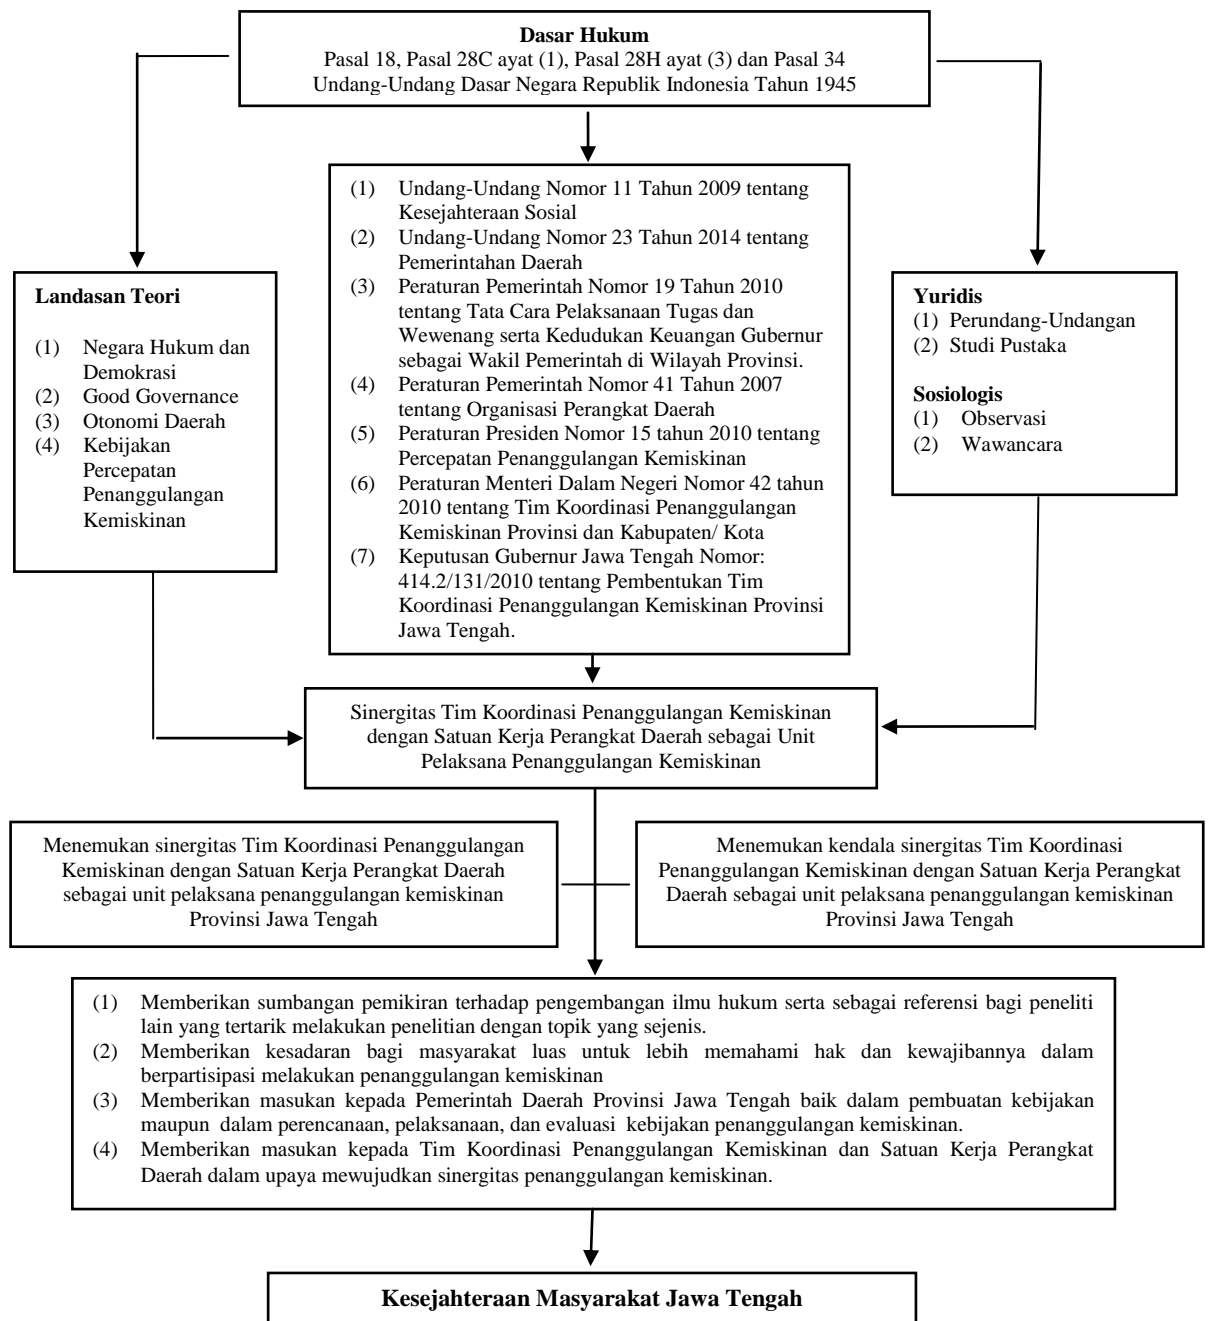 Dasar Hukum
Pasal 18, Pasal 28C ayat (1), Pasal 28H ayat (3) dan Pasal 34
Undang-Undang Dasar Negara Republik Indonesia Tahun 1945
Landasan Teori
(1) Negara Hukum dan
Demokrasi
(2) Good Governance
(3) Otonomi Daerah
(4) Kebijakan
Percepatan
Penanggulangan
Kemiskinan
(1) Undang-Undang Nomor 11 Tahun 2009 tentang
Kesejahteraan Sosial
(2) Undang-Undang Nomor 23 Tahun 2014 tentang
Pemerintahan Daerah
(3) Peraturan Pemerintah Nomor 19 Tahun 2010
tentang Tata Cara Pelaksanaan Tugas dan
Wewenang serta Kedudukan Keuangan Gubernur
sebagai Wakil Pemerintah di Wilayah Provinsi.
(4) Peraturan Pemerintah Nomor 41 Tahun 2007
tentang Organisasi Perangkat Daerah
(5) Peraturan Presiden Nomor 15 tahun 2010 tentang
Percepatan Penanggulangan Kemiskinan
(6) Peraturan Menteri Dalam Negeri Nomor 42 tahun
2010 tentang Tim Koordinasi Penanggulangan
Kemiskinan Provinsi dan Kabupaten/ Kota
(7) Keputusan Gubernur Jawa Tengah Nomor:
414.2/131/2010 tentang Pembentukan Tim
Koordinasi Penanggulangan Kemiskinan Provinsi
Jawa Tengah.
Yuridis
(1) Perundang-Undangan
(2) Studi Pustaka
Sosiologis
(1) Observasi
(2) Wawancara
Sinergitas Tim Koordinasi Penanggulangan Kemiskinan
dengan Satuan Kerja Perangkat Daerah sebagai Unit
Pelaksana Penanggulangan Kemiskinan
Menemukan sinergitas Tim Koordinasi Penanggulangan
Kemiskinan dengan Satuan Kerja Perangkat Daerah
sebagai unit pelaksana penanggulangan kemiskinan
Provinsi Jawa Tengah
Menemukan kendala sinergitas Tim Koordinasi
Penanggulangan Kemiskinan dengan Satuan Kerja Perangkat
Daerah sebagai unit pelaksana penanggulangan kemiskinan
Provinsi Jawa Tengah
(1) Memberikan sumbangan pemikiran terhadap pengembangan ilmu hukum serta sebagai referensi bagi peneliti
lain yang tertarik melakukan penelitian dengan topik yang sejenis.
(2) Memberikan kesadaran bagi masyarakat luas untuk lebih memahami hak dan kewajibannya dalam
berpartisipasi melakukan penanggulangan kemiskinan
(3) Memberikan masukan kepada Pemerintah Daerah Provinsi Jawa Tengah baik dalam pembuatan kebijakan
maupun dalam perencanaan, pelaksanaan, dan evaluasi kebijakan penanggulangan kemiskinan.
(4) Memberikan masukan kepada Tim Koordinasi Penanggulangan Kemiskinan dan Satuan Kerja Perangkat
Daerah dalam upaya mewujudkan sinergitas penanggulangan kemiskinan.
Kesejahteraan Masyarakat Jawa Tengah